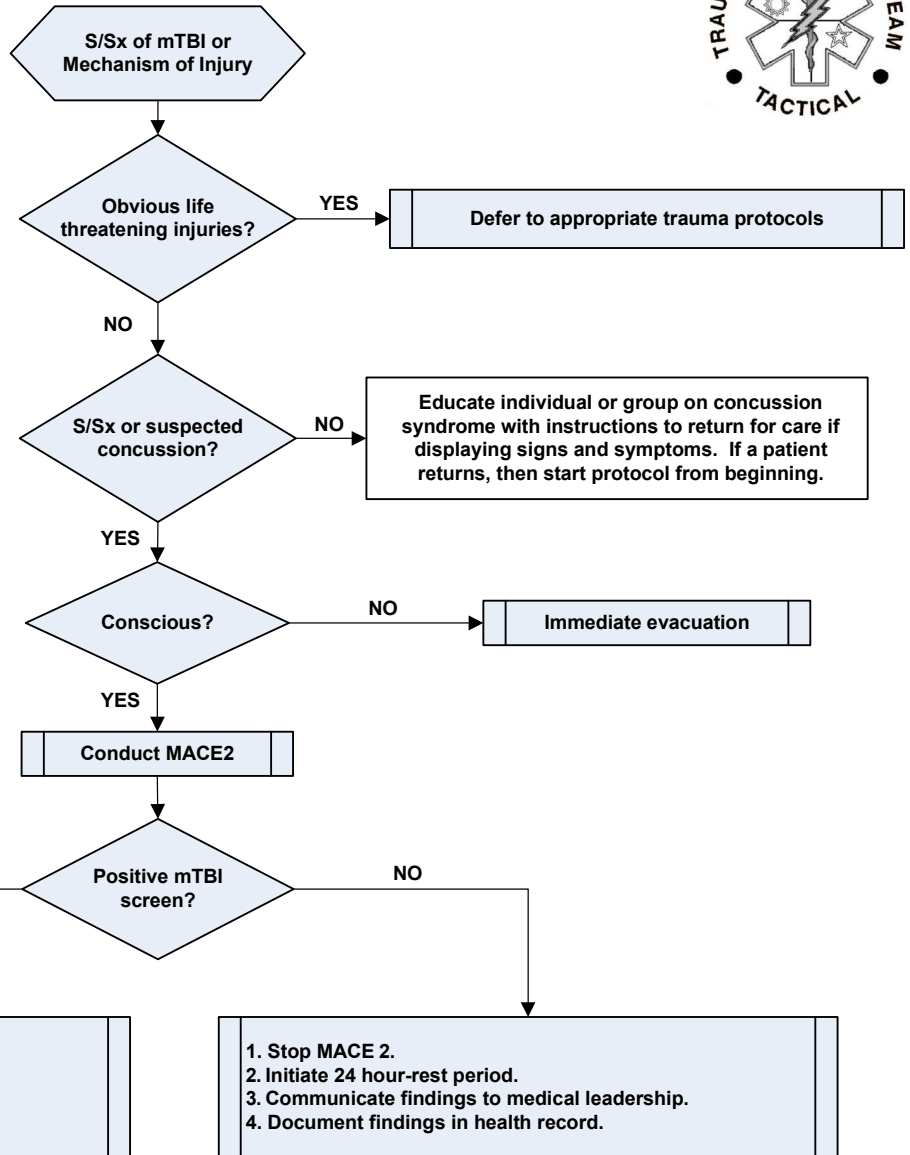 S/Sx of mTBI or
Mechanism of Injury
TEAM
TACTICAL
Obvious life
threatening injuries?
YES
Defer to appropriate trauma protocols
NO
S/Sx or suspected
concussion?
NO
Educate individual or group on concussion
syndrome with instructions to return for care if
displaying signs and symptoms. If a patient
returns, then start protocol from beginning.
YES
Conscious?
NO
Immediate evacuation
YES
Conduct MACE2
Positive mTBI
screen?
NO
1. Stop MACE 2.
2. Initiate 24 hour-rest period.
3. Communicate findings to medical leadership.
4. Document findings in health record.